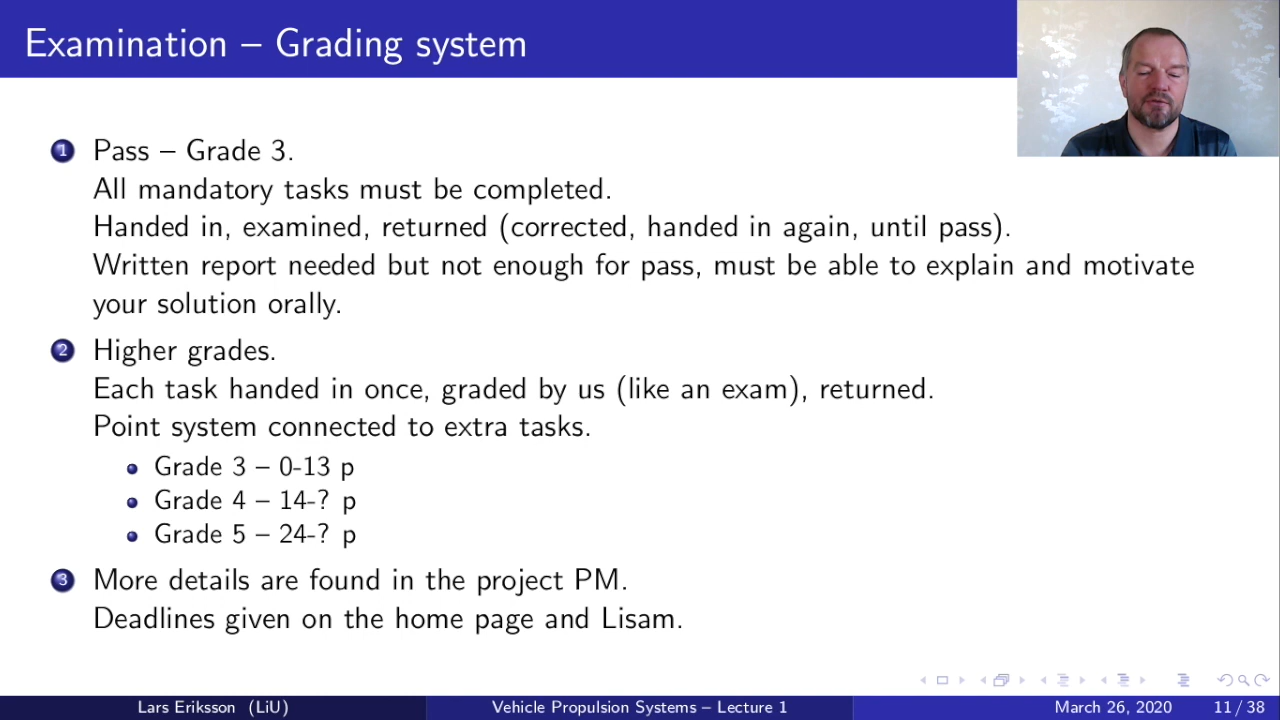 Examination – Grading system
1 Pass – Grade 3.
All mandatory tasks must be completed.
Handed in, examined, returned (corrected, handed in again, until pass).
Written report needed but not enough for pass, must be able to explain and motivate
your solution orally.
2 Higher grades.
Each task handed in once, graded by us (like an exam), returned.
Point system connected to extra tasks.
Grade 3 – 0-13 p
Grade 4 – 14-? p
Grade 5 – 24-? p
3 More details are found in the project PM.
Deadlines given on the home page and Lisam.
Lars Eriksson (LiU) Vehicle Propulsion Systems – Lecture 1 March 26, 2020 11 / 38